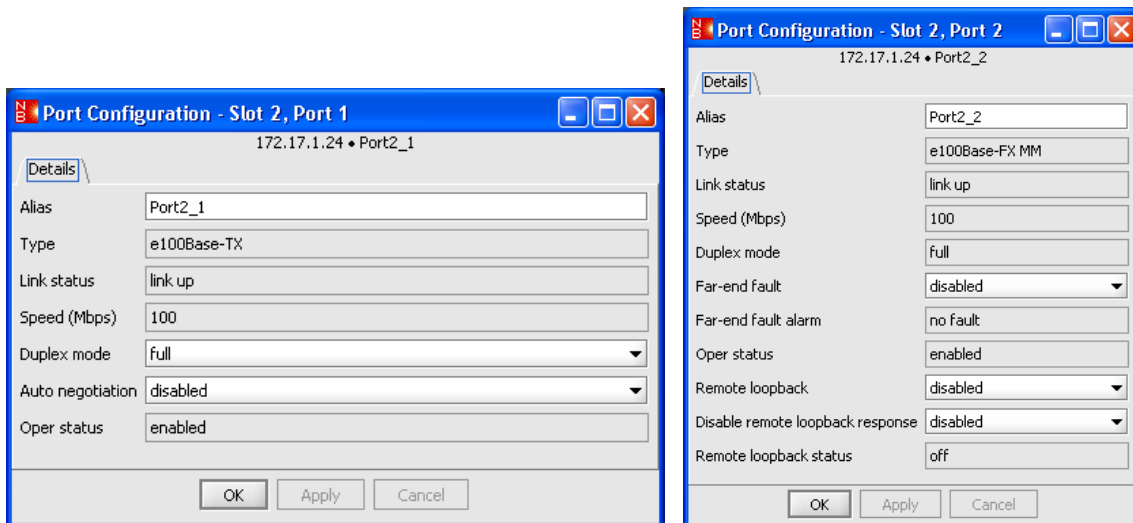 NB Port Configuration - Slot 2, Port 1
172.17.1.24 • Port2_1
Details
Alias Port2_1
Type e100Base-TX
Link status link up
Speed (Mbps) 100
Duplex mode full
Auto negotiation disabled
Oper status enabled
OK Apply Cancel
NB Port Configuration - Slot 2, Port 2
172.17.1.24 • Port2_2
Details
Alias Port2_2
Type e100Base-FX MM
Link status link up
Speed (Mbps) 100
Duplex mode full
Far-end fault disabled
Far-end fault alarm no fault
Oper status enabled
Remote loopback disabled
Disable remote loopback response disabled
Remote loopback status off
OK Apply Cancel